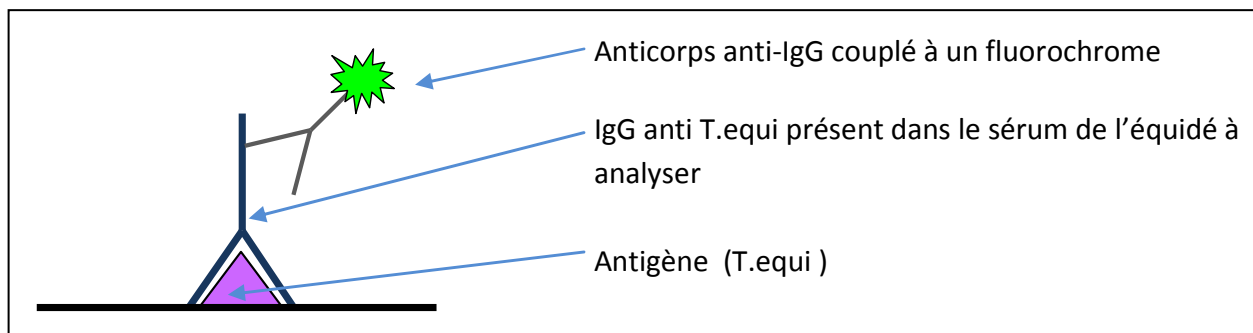 Anticorps anti-IgG couplé à un fluorochrome
IgG anti T.equi présent dans le sérum de l'équidé à
analyser
Antigène (T.equi )